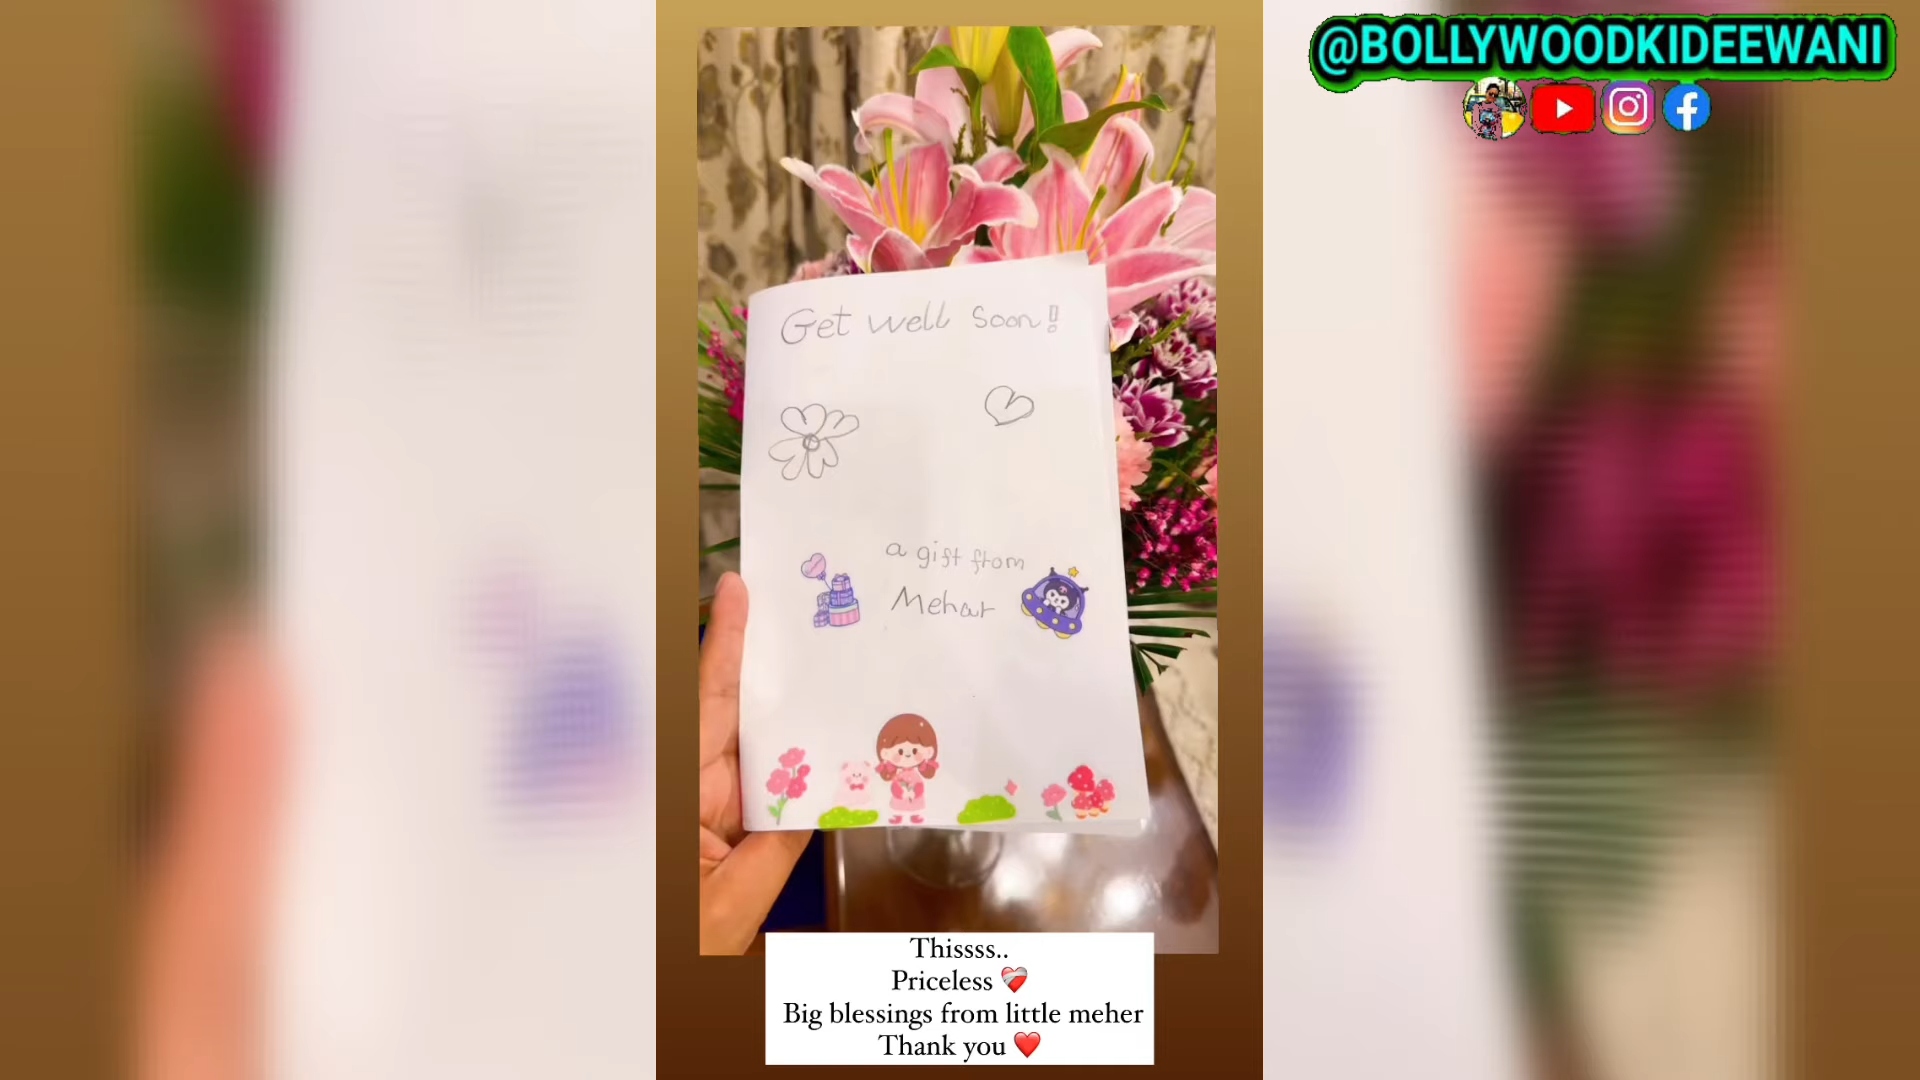 @BOLLYWOODKIDEEWANI
Get well soon!
a gift from
Mehar
Thissss..
Priceless ❤️‍🩹
Big blessings from little meher
Thank you ❤️